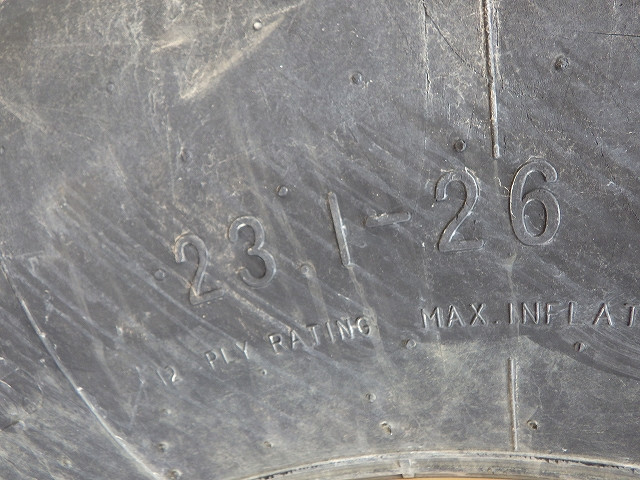 23 1-26
12 PLY RATING MAX. INFLAT